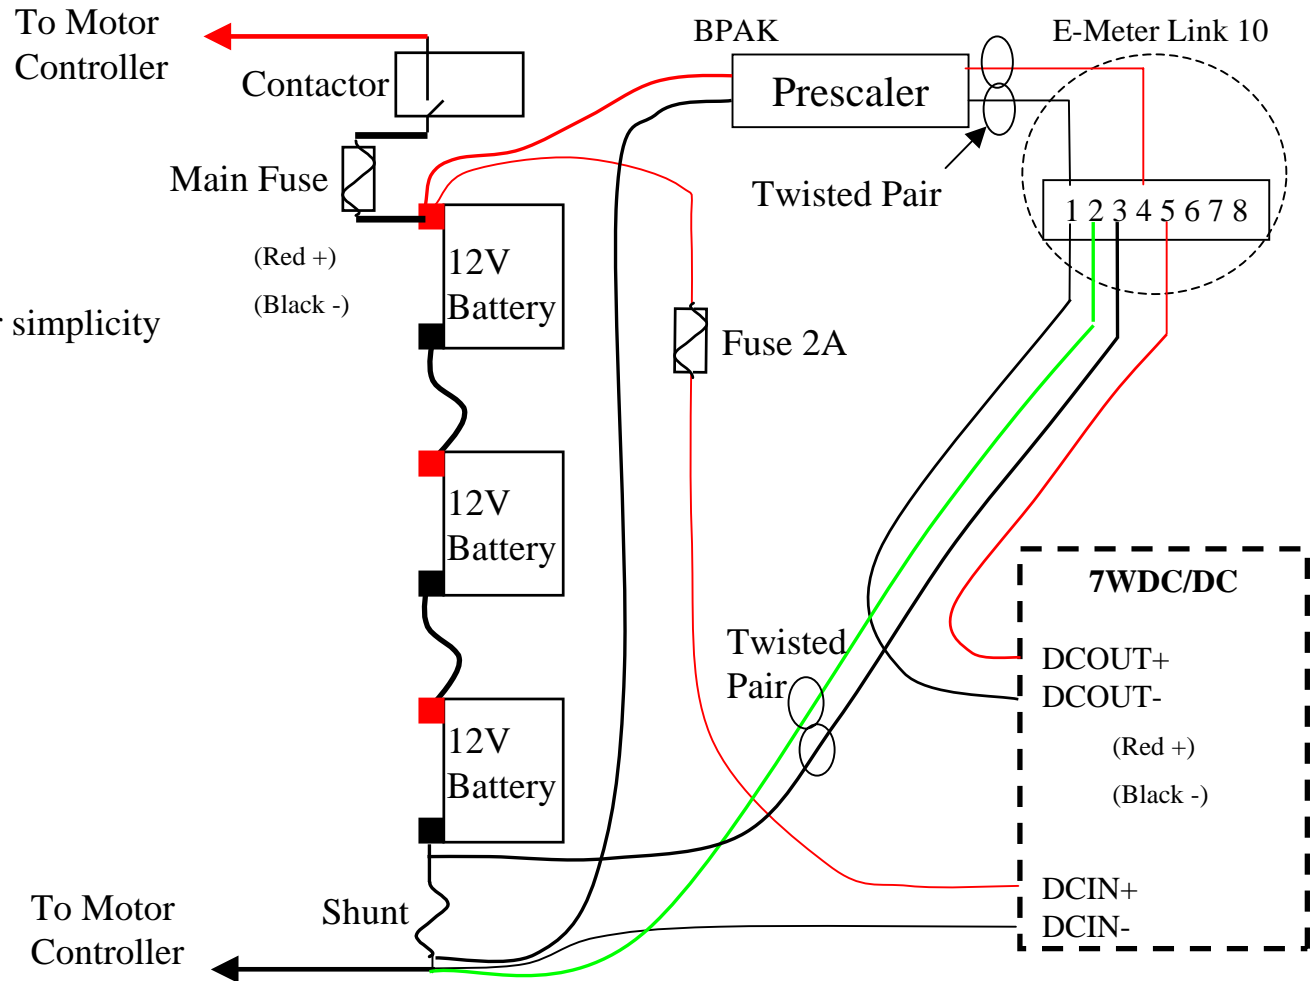 To Motor
Controller
Contactor
BPAK
Prescaler
E-Meter Link 10
Twisted Pair
Main Fuse
1 2 3 4 5 6 7 8
(Red +)
(Black -)
12V
Battery
r simplicity
Fuse 2A
12V
Battery
7WDC/DC
Twisted
Pair
DCOUT+
DCOUT-
(Red +)
(Black -)
12V
Battery
DCIN+
DCIN-
Shunt
To Motor
Controller